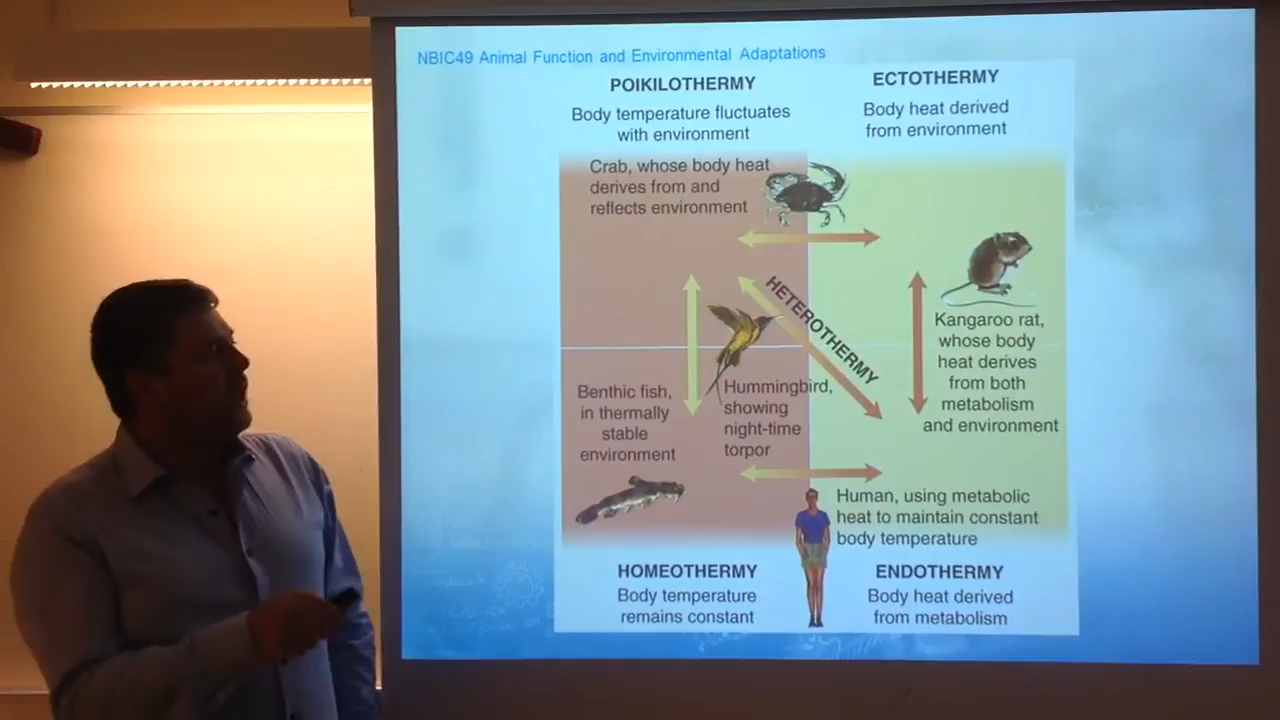 NBIC49 Animal Function and Environmental Adaptations
POIKILOTHERMY
Body temperature fluctuates
with environment
ECTOTHERMY
Body heat derived
from environment
Crab, whose body heat
derives from and
reflects environment
HETEROTHERMY
Kangaroo rat,
whose body
heat derives
from both
metabolism
and environment
Benthic fish,
in thermally
stable
environment
Hummingbird,
showing
night-time
torpor
Human, using metabolic
heat to maintain constant
body temperature
HOMEOTHERMY
Body temperature
remains constant
ENDOTHERMY
Body heat derived
from metabolism